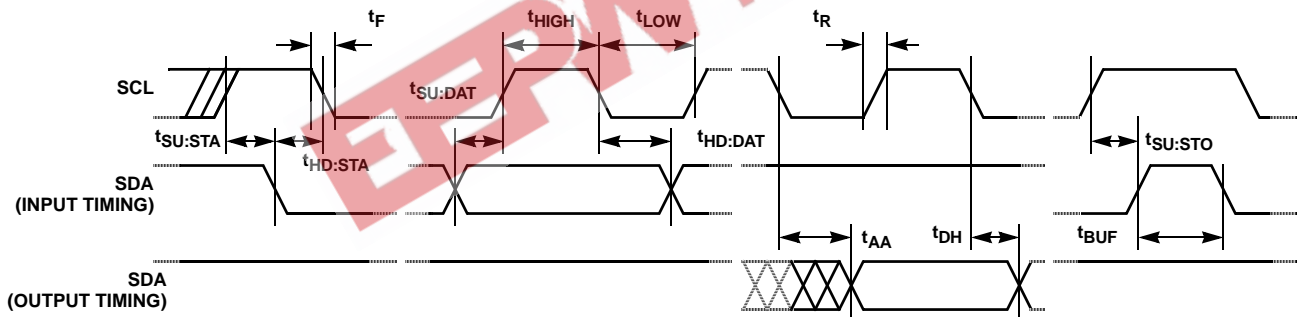 tF
tHIGH
tLOW
tR
SCL
tSU:DAT
tSU:STA
tHD:STA
tHD:DAT
tSU:STO
SDA
(INPUT TIMING)
tAA
tDH
tBUF
SDA
(OUTPUT TIMING)